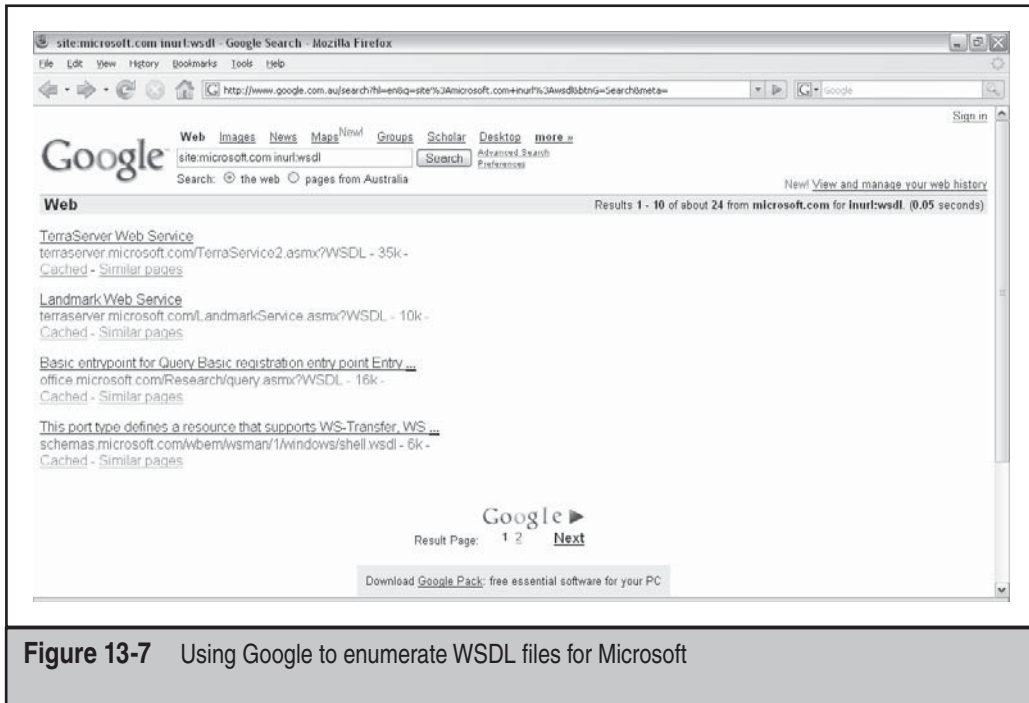 site:microsoft.com inurl:wsdl - Google Search - Mozilla Firefox
File Edit View History Bookmarks Tools Help
http://www.google.com.au/search?hl=en&q=site%3Amicrosoft.com+inurl%3Awsdl&btnG=Search&meta=
Google
Sign in
Web Images News Maps New! Groups Scholar Desktop more »
Google
site:microsoft.com inurl:wsdl Search Advanced Search
Preferences
Search: the web pages from Australia
New! View and manage your web history
Web Results 1 - 10 of about 24 from microsoft.com for inurl:wsdl. (0.05 seconds)
TerraServer Web Service
terraserver.microsoft.com/TerraService2.asmx?WSDL - 35k -
Cached - Similar pages
Landmark Web Service
terraserver.microsoft.com/LandmarkService.asmx?WSDL - 10k -
Cached - Similar pages
Basic entrypoint for Query Basic registration entry point Entry ...
office.microsoft.com/Research/query.asmx?WSDL - 16k -
Cached - Similar pages
This port type defines a resource that supports WS-Transfer, WS ...
schemas.microsoft.com/wbem/wsman/1/windows/shell.wsdl - 6k -
Cached - Similar pages
Google
Result Page: 1 2 Next
Download Google Pack: free essential software for your PC
Figure 13-7 Using Google to enumerate WSDL files for Microsoft